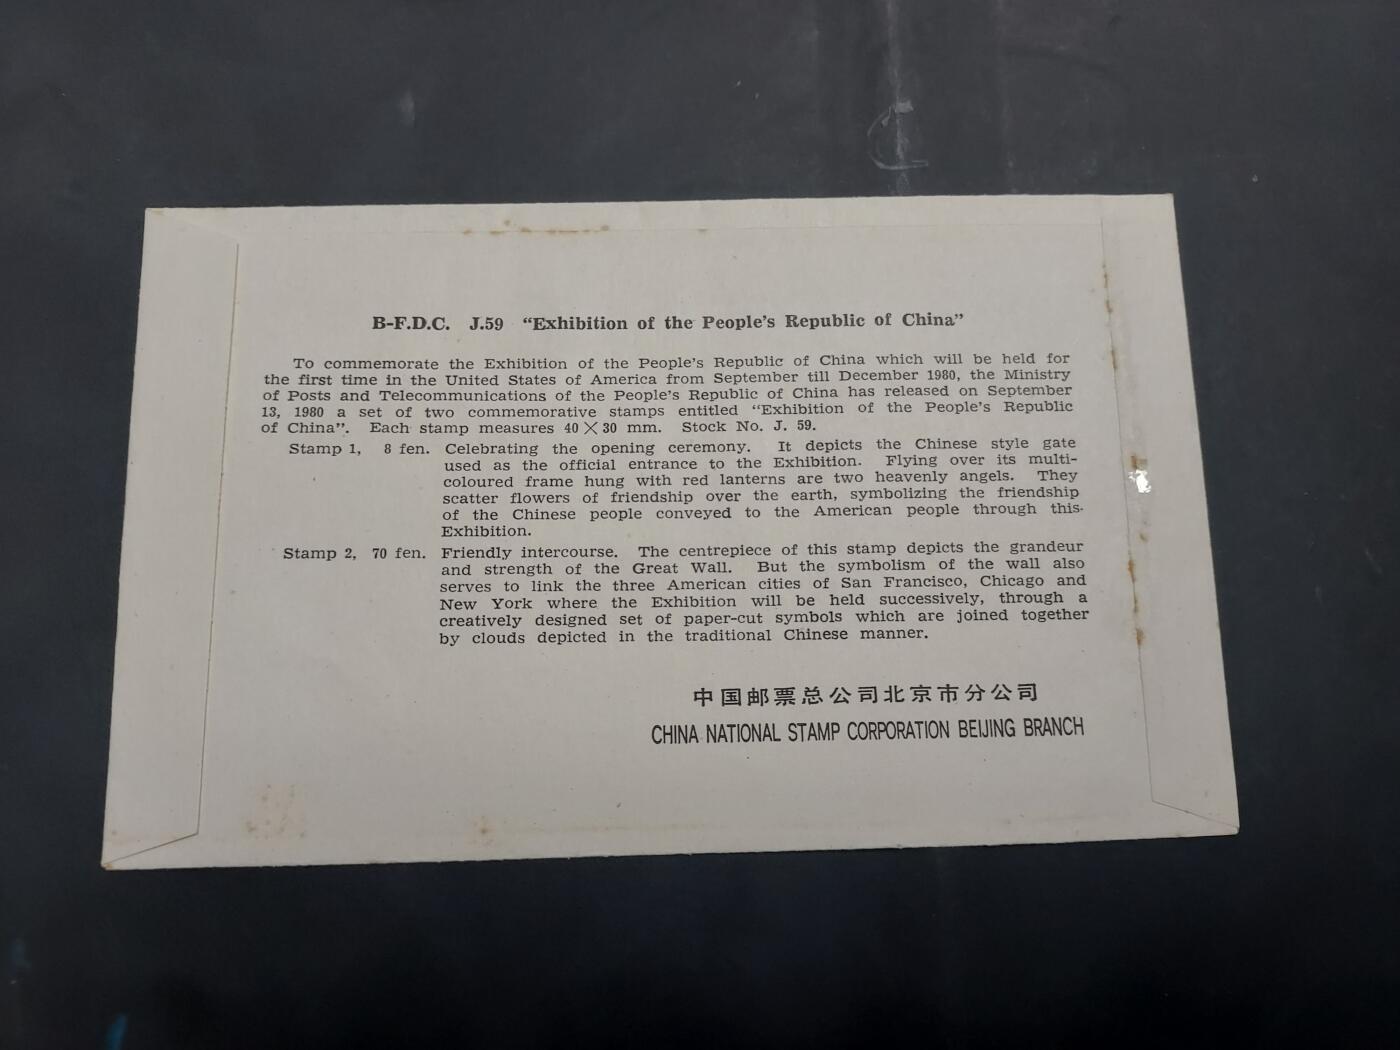 B-F.D.C. J.59 “Exhibition of the People’s Republic of China”
To commemorate the Exhibition of the People’s Republic of China which will be held for
the first time in the United States of America from September till December 1980, the Ministry
of Posts and Telecommunications of the People’s Republic of China has released on September
13, 1980 a set of two commemorative stamps entitled “Exhibition of the People’s Republic
of China”. Each stamp measures 40×30 mm. Stock No. J. 59.
Stamp 1, 8 fen. Celebrating the opening ceremony. It depicts the Chinese style gate
used as the official entrance to the Exhibition. Flying over its multi-
coloured frame hung with red lanterns are two heavenly angels. They
scatter flowers of friendship over the earth, symbolizing the friendship
of the Chinese people conveyed to the American people through this
Exhibition.
Stamp 2, 70 fen. Friendly intercourse. The centrepiece of this stamp depicts the grandeur
and strength of the Great Wall. But the symbolism of the wall also
serves to link the three American cities of San Francisco, Chicago and
New York where the Exhibition will be held successively, through a
creatively designed set of paper-cut symbols which are joined together
by clouds depicted in the traditional Chinese manner.
中国邮票总公司北京市分公司
CHINA NATIONAL STAMP CORPORATION BEIJING BRANCH